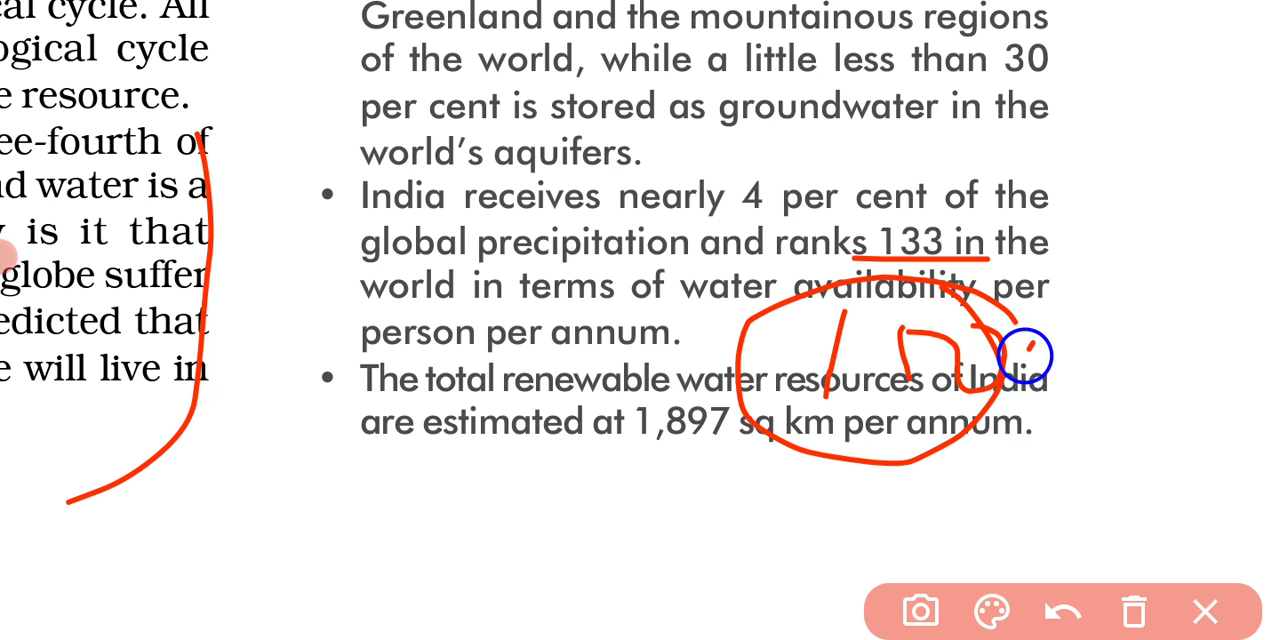 cal cycle. All
ogical cycle
e resource.
ee-fourth of
nd water is a
is it that
globe suffer
edicted that
e will live in
Greenland and the mountainous regions
of the world, while a little less than 30
per cent is stored as groundwater in the
world's aquifers.
• India receives nearly 4 per cent of the
global precipitation and ranks 133 in the
world in terms of water availability per
person per annum.
• The total renewable water resources of India
are estimated at 1,897 sq km per annum.